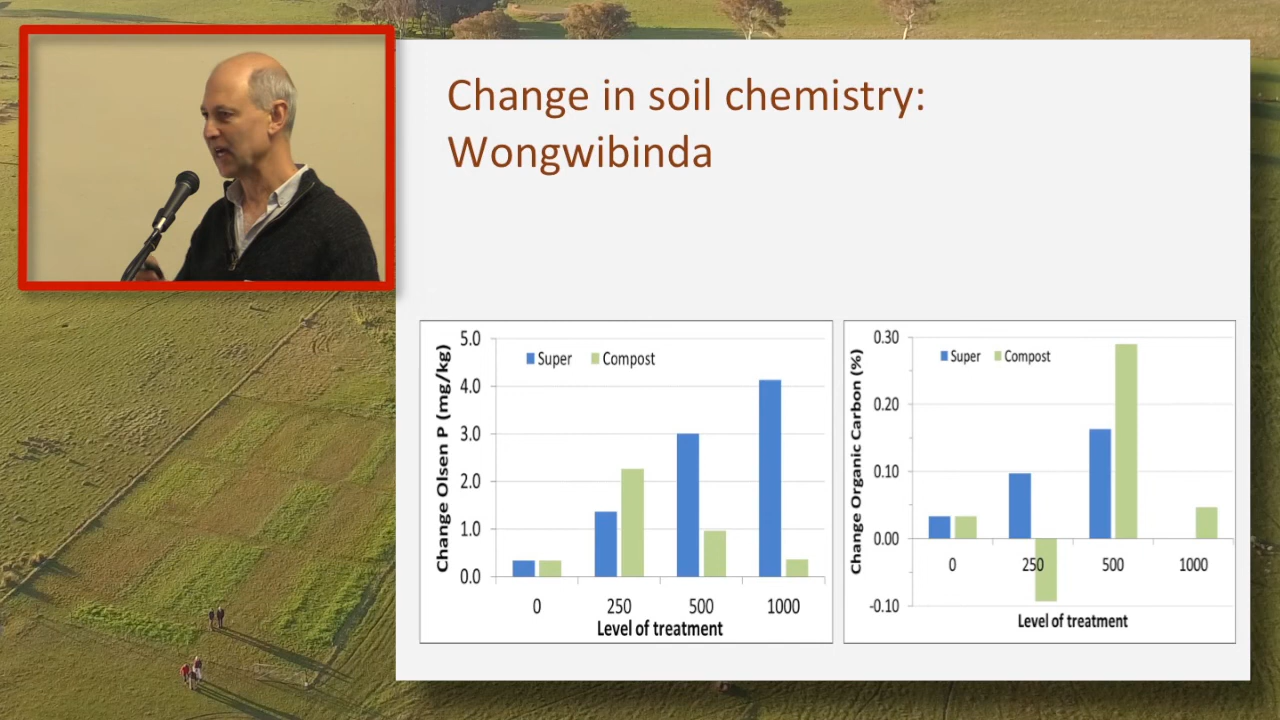 Change in soil chemistry:
Wongwibinda
Change Olsen P (mg/kg)
5.0
4.0
3.0
2.0
1.0
0.0
Super Compost
0 250 500 1000
Level of treatment
Change Organic Carbon (%)
0.30
0.20
0.10
0.00
-0.10
Super Compost
0 250 500 1000
Level of treatment